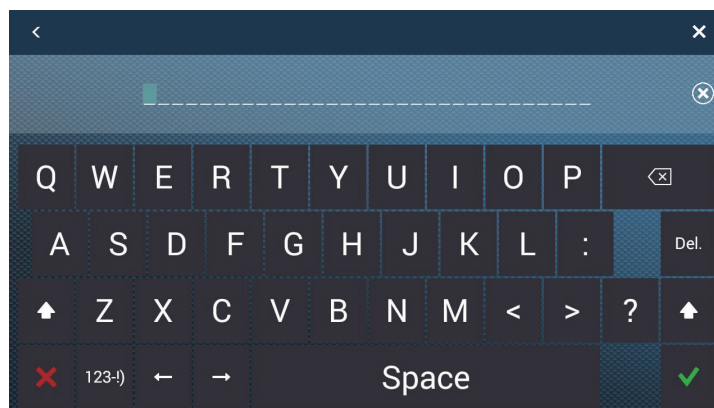 Q W E R T Y U I O P
A S D F G H J K L : Del.
Z X C V B N M < > ?
123-!) ← → Space